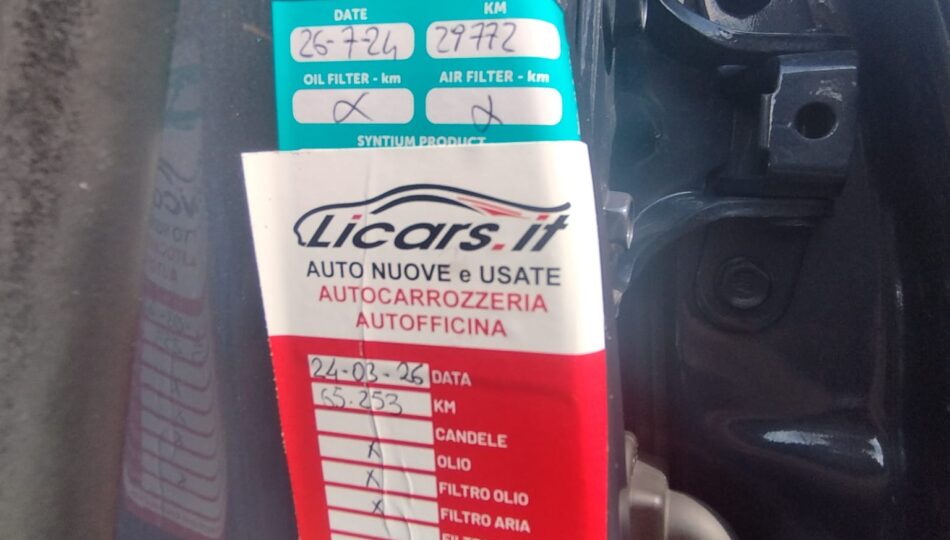 DATE KM
26-7-24 29772
OIL FILTER - km AIR FILTER - km
SYNTIUM PRODUCT
Licars.it
AUTO NUOVE e USATE
AUTOCARROZZERIA
AUTOFFICINA
24-03-26 DATA
65.253 KM
CANDELE
x OLIO
x FILTRO OLIO
x FILTRO ARIA